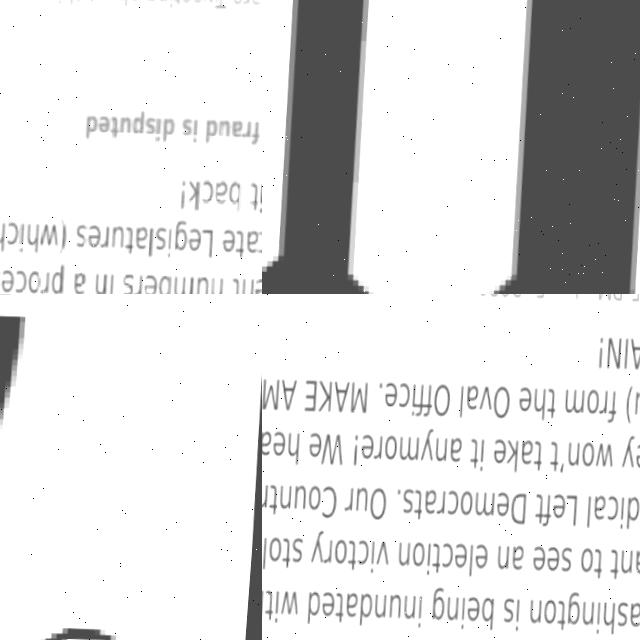 ashington is being inundated wit
ant to see an election victory stol
dical Left Democrats. Our Countr
ey won't take it anymore! We hea
) from the Oval Office. MAKE AM
AIN!
ent numbers in a proce
tate Legislatures (which
it back!
fraud is disputed